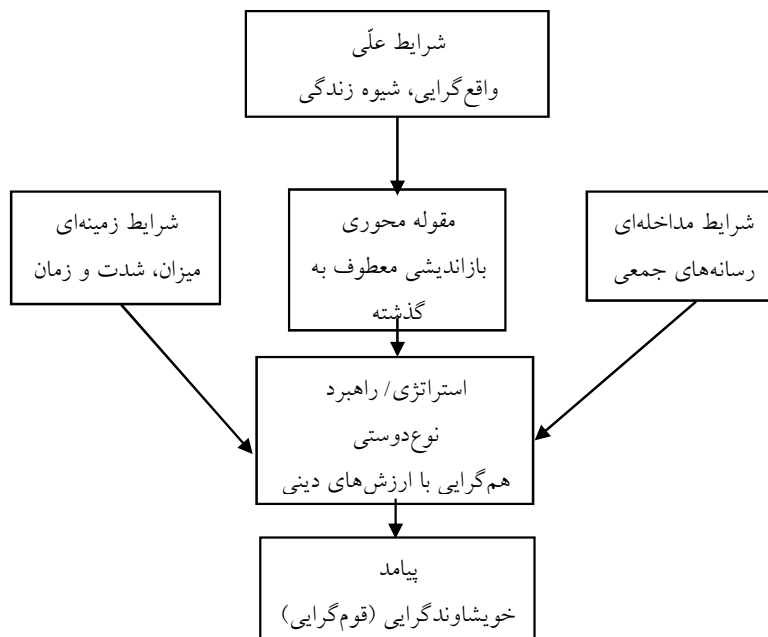 شرایط علّی
واقع‌گرایی، شیوه زندگی
شرایط مداخله‌ای
رسانه‌های جمعی
مقوله محوری
بازاندیشی معطوف به
گذشته
شرایط زمینه‌ای
میزان، شدت و زمان
استراتژی/ راهبرد
نوع‌دوستی
هم‌گرایی با ارزش‌های دینی
پیامد
خویشاوندگرایی (قوم‌گرایی)